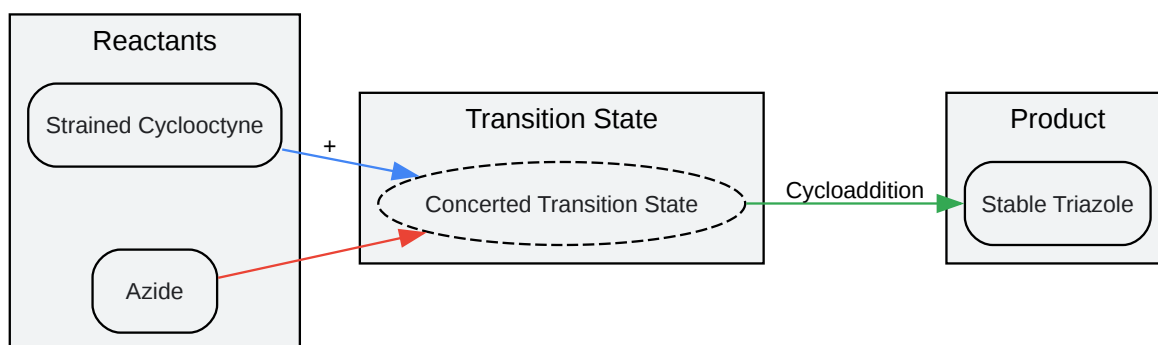 Reactants
Strained Cyclooctyne
Azide
+
Transition State
Concerted Transition State
Cycloaddition
Product
Stable Triazole